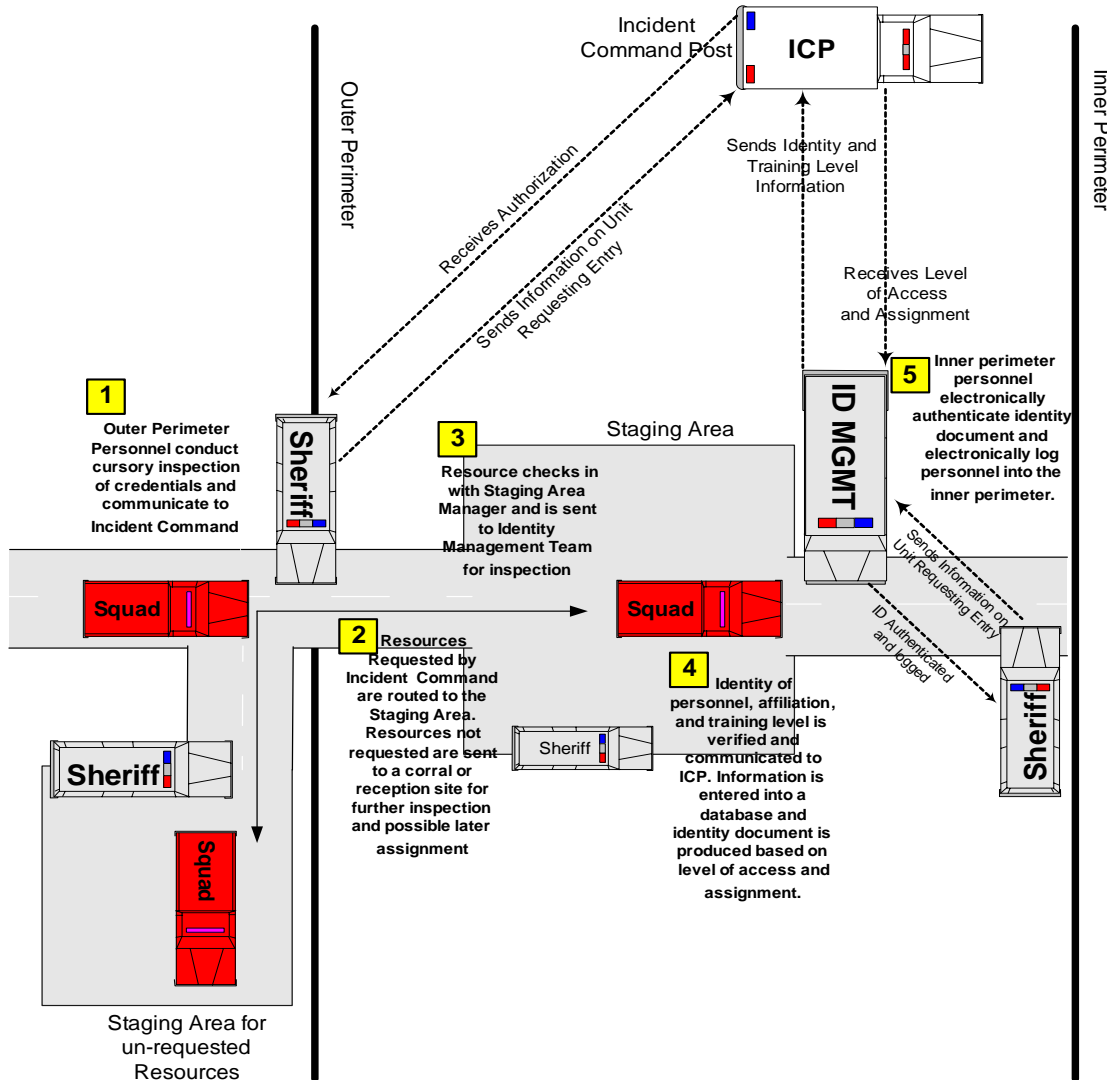 Incident
Command Post
ICP
Outer Perimeter
Inner Perimeter
Sends Identity and
Training Level
Information
Receives Authorization
Sends Information on Unit
Requesting Entry
Receives Level
of Access
and Assignment
1
Outer Perimeter
Personnel conduct
cursory inspection
of credentials and
communicate to
Incident Command
Sheriff
3
Resource checks in
with Staging Area
Manager and is sent
to Identity
Management Team
for inspection
Staging Area
ID MGMT
5
Inner perimeter
personnel
electronically
authenticate identity
document and
electronically log
personnel into the
inner perimeter.
Sends Information on
Unit Requesting Entry
ID Authenticated
and logged
Squad
Squad
2
Resources
Requested by
Incident Command
are routed to the
Staging Area.
Resources not
requested are sent
to a corral or
reception site for
further inspection
and possible later
assignment
4
Identity of
personnel, affiliation,
and training level is
verified and
communicated to
ICP. Information is
entered into a
database and
identity document is
produced based on
level of access and
assignment.
Sheriff
Sheriff
Sheriff
Squad
Staging Area for
un-requested
Resources